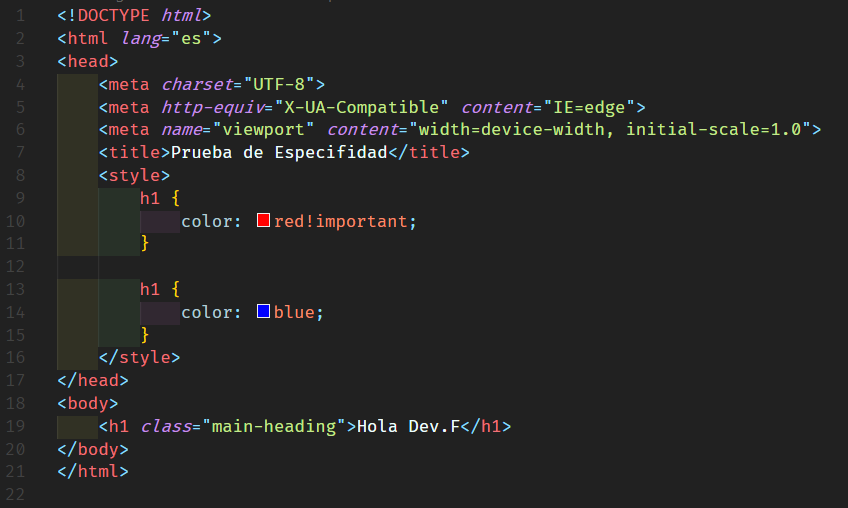 1 <!DOCTYPE html>
2 <html lang="es">
3 <head>
4     <meta charset="UTF-8">
5     <meta http-equiv="X-UA-Compatible" content="IE=edge">
6     <meta name="viewport" content="width=device-width, initial-scale=1.0">
7     <title>Prueba de Especifidad</title>
8     <style>
9         h1 {
10             color: red!important;
11         }
12
13         h1 {
14             color: blue;
15         }
16     </style>
17 </head>
18 <body>
19     <h1 class="main-heading">Hola Dev.F</h1>
20 </body>
21 </html>
22